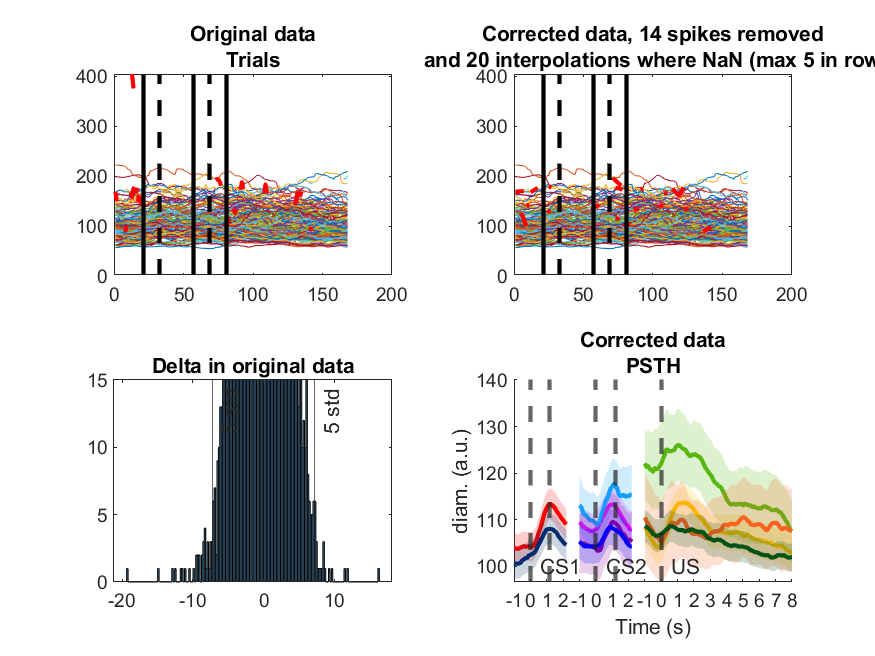 Original data
Trials
400
300
200
100
0
0 50 100 150 200
Corrected data, 14 spikes removed
and 20 interpolations where NaN (max 5 in row
400
300
200
100
0
0 50 100 150 200
Delta in original data
15
10
5
0
-20 -10 0 10
5 std
Corrected data
PSTH
140
130
120
110
100
diam. (a.u.)
CS1 CS2 US
-1 0 1 2 -1 0 1 2 -1 0 1 2 3 4 5 6 7 8
Time (s)